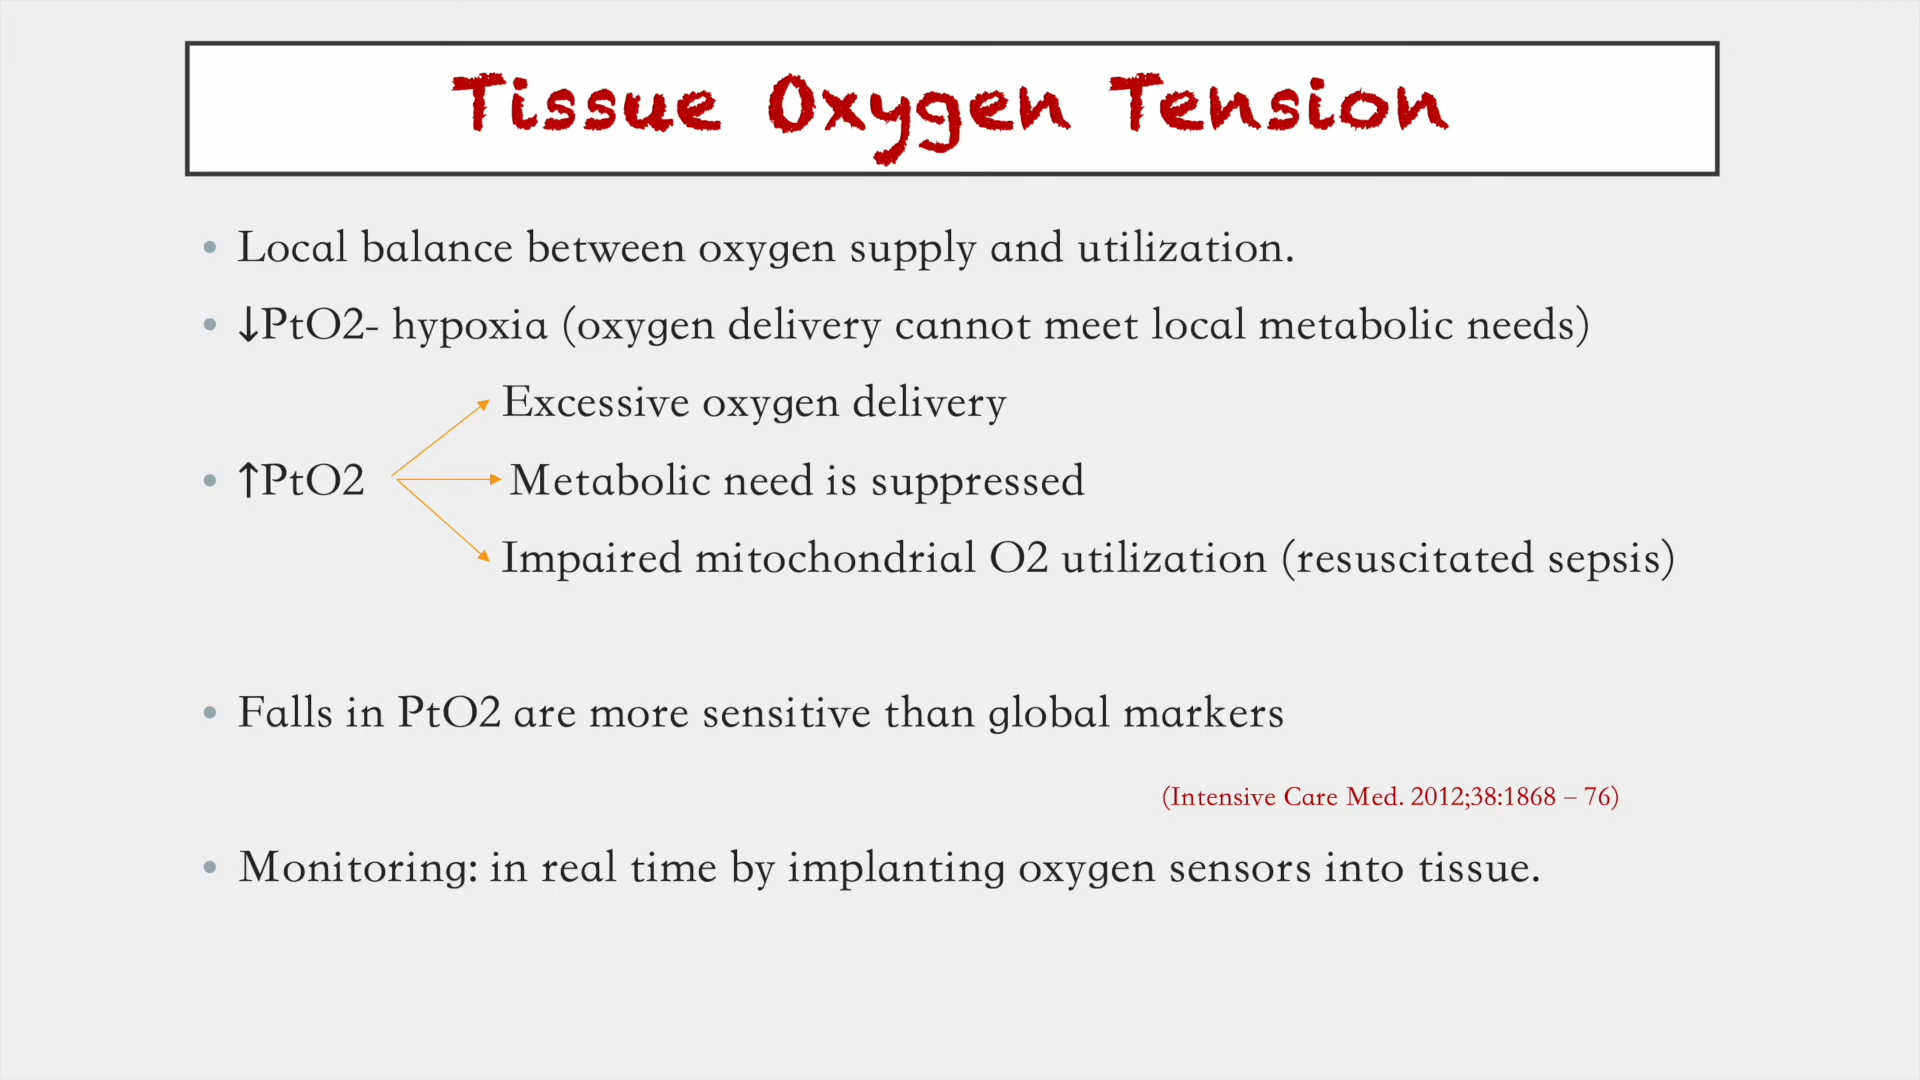 Tissue Oxygen Tension
• Local balance between oxygen supply and utilization.
• ↓PtO2- hypoxia (oxygen delivery cannot meet local metabolic needs)
Excessive oxygen delivery
• ↑PtO2 Metabolic need is suppressed
Impaired mitochondrial O2 utilization (resuscitated sepsis)
• Falls in PtO2 are more sensitive than global markers
(Intensive Care Med. 2012;38:1868 – 76)
• Monitoring: in real time by implanting oxygen sensors into tissue.